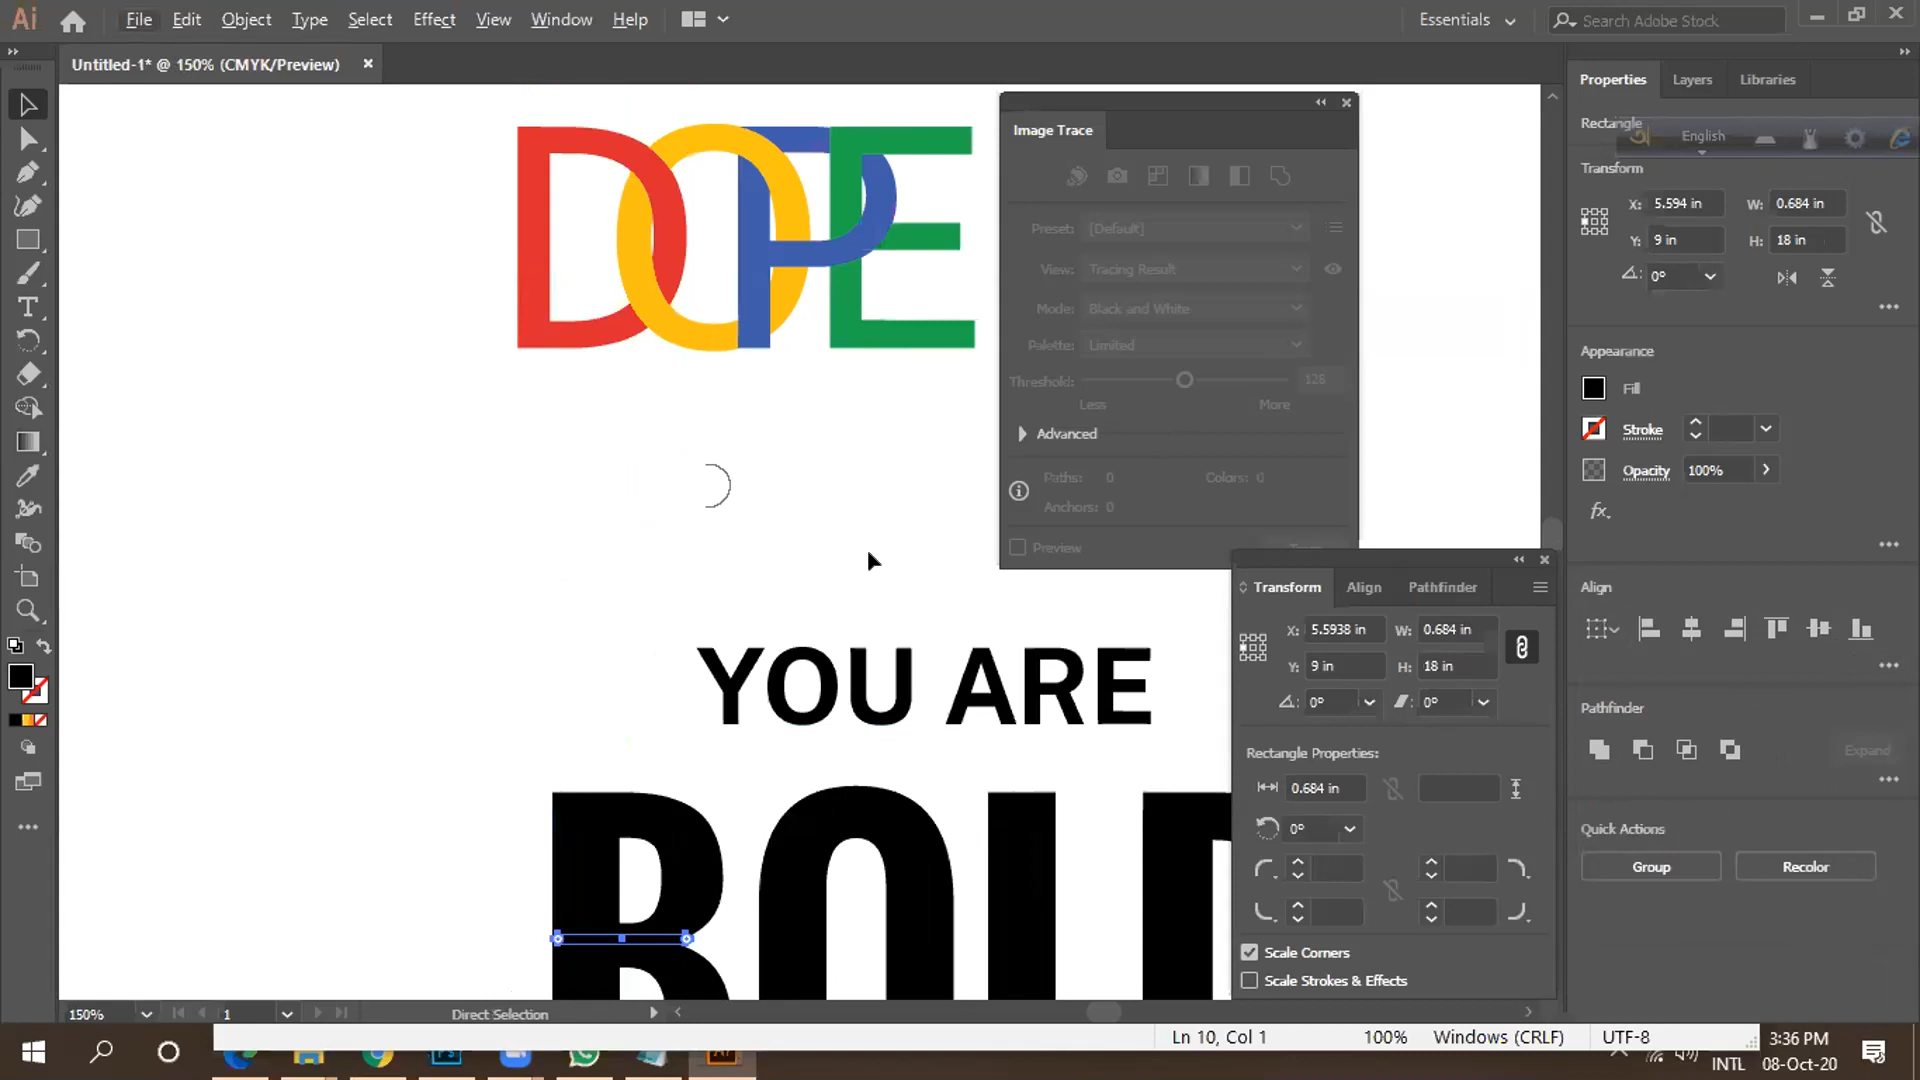 Ai File Edit Object Type Select Effect View Window Help Essentials Search Adobe Stock
Untitled-1* @ 150% (CMYK/Preview)
DOPE
YOU ARE
BOLD
Image Trace
Preset: [Default]
View: Tracing Result
Mode: Black and White
Palette: Limited
Threshold: 128
Less More
Advanced
Paths: 0 Colors: 0
Anchors: 0
Preview
Transform Align Pathfinder
X: 5.5938 in W: 0.684 in
Y: 9 in H: 18 in
0° 0°
Rectangle Properties:
0.684 in
0°
Scale Corners
Scale Strokes & Effects
Properties Layers Libraries
Rectangle
English
Transform
X: 5.594 in W: 0.684 in
Y: 9 in H: 18 in
0°
Appearance
Fill
Stroke
Opacity 100%
fx.
Align
Pathfinder
Expand
Quick Actions
Group Recolor
150% 1 Direct Selection
Ln 10, Col 1 100% Windows (CRLF) UTF-8
3:36 PM
INTL 08-Oct-20